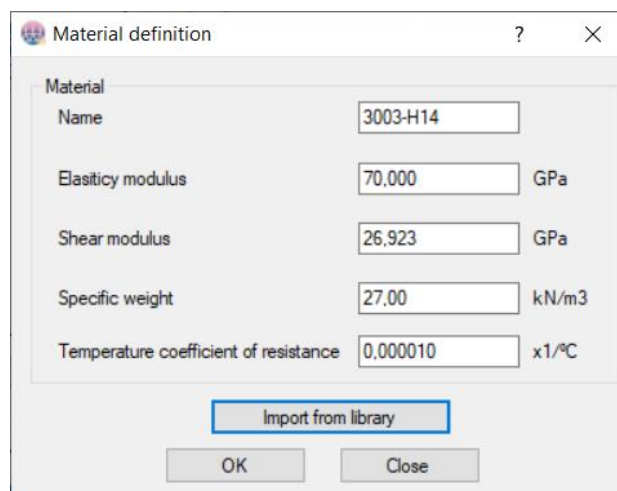 Material definition ? X
Material
Name 3003-H14
Elasiticy modulus 70,000 GPa
Shear modulus 26,923 GPa
Specific weight 27,00 kN/m3
Temperature coefficient of resistance 0,000010 x1/ºC
Import from library
OK Close